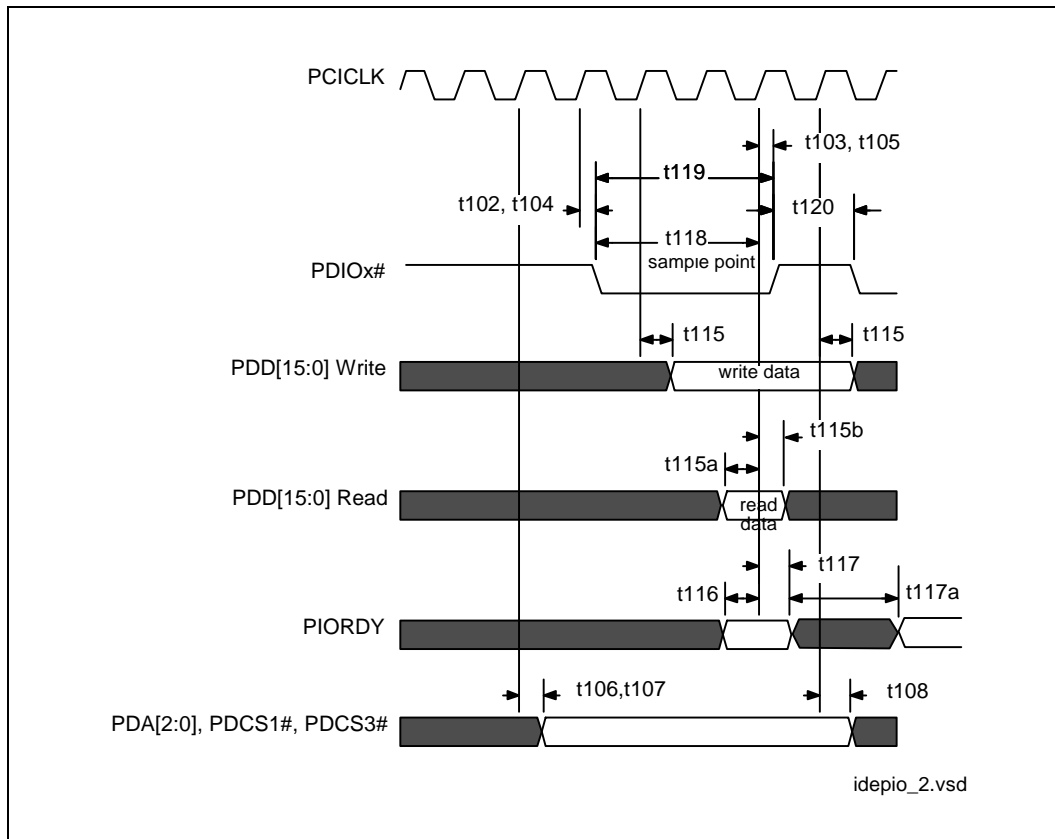 PCICLK
t103, t105
t119
t102, t104
t120
t118
sample point
PDIOx#
t115
t115
PDD[15:0] Write
write data
t115b
t115a
PDD[15:0] Read
read
data
t117
t116
t117a
PIORDY
t106,t107
t108
PDA[2:0], PDCS1#, PDCS3#
idepio_2.vsd